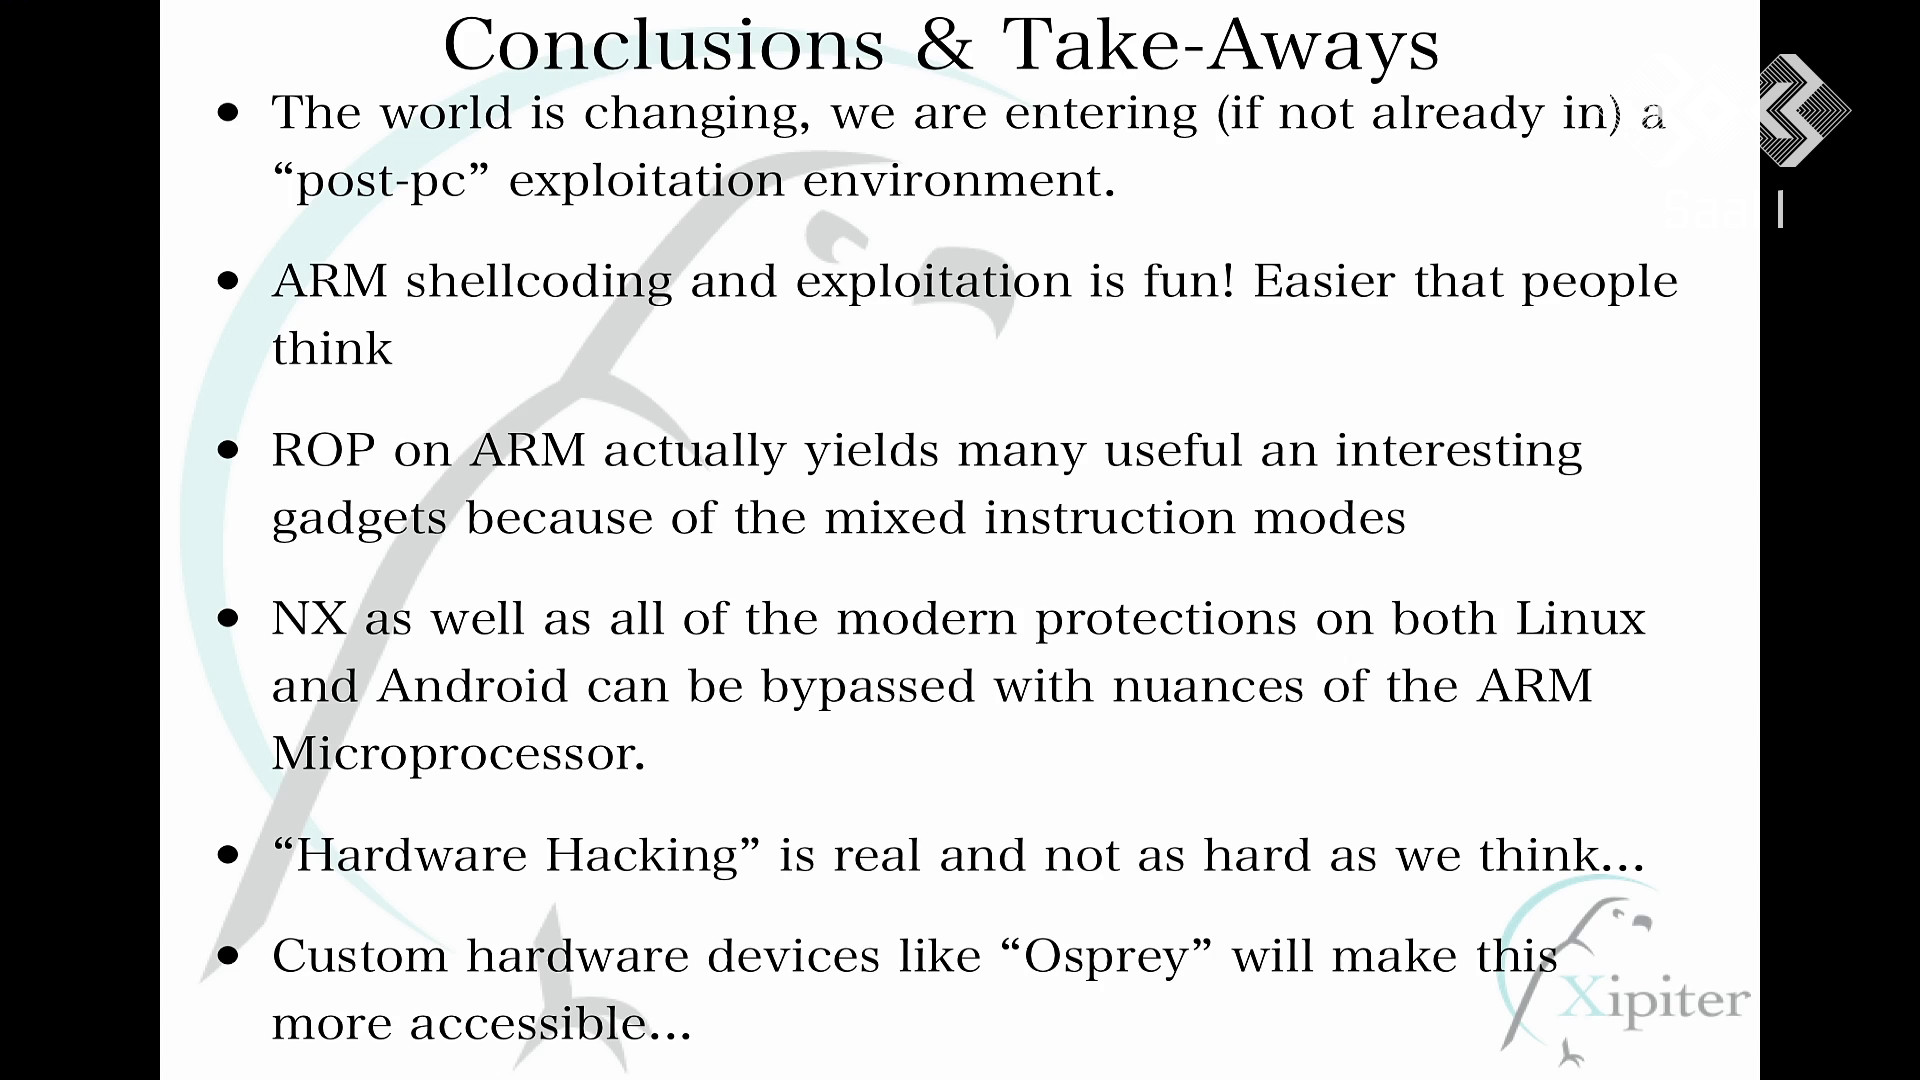 Conclusions & Take-Aways
• The world is changing, we are entering (if not already in) a
“post-pc” exploitation environment.
• ARM shellcoding and exploitation is fun! Easier that people
think
• ROP on ARM actually yields many useful an interesting
gadgets because of the mixed instruction modes
• NX as well as all of the modern protections on both Linux
and Android can be bypassed with nuances of the ARM
Microprocessor.
• “Hardware Hacking” is real and not as hard as we think...
• Custom hardware devices like “Osprey” will make this
more accessible...
Xipiter
Saal 1